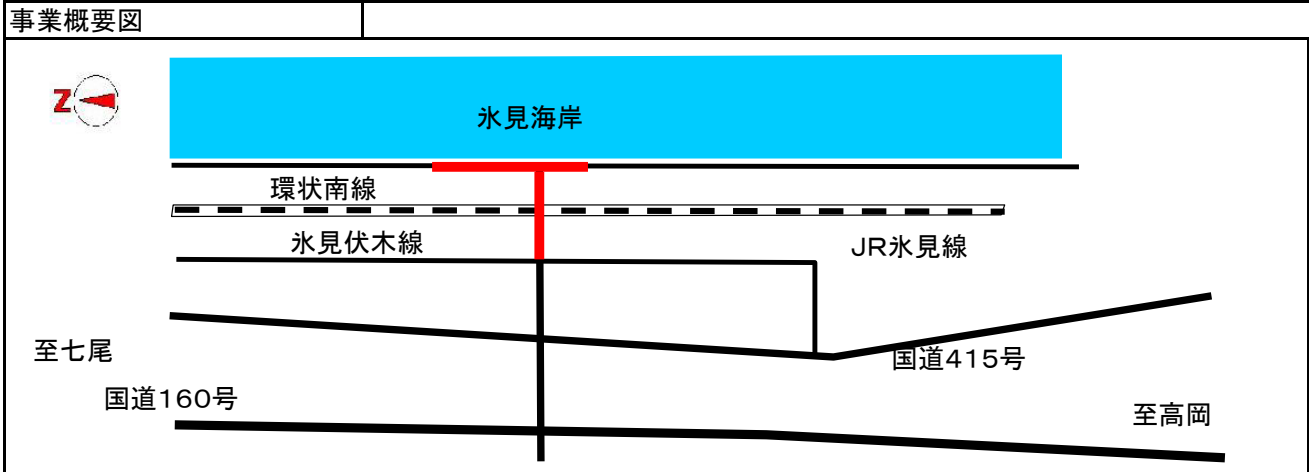 事業概要図
Z
氷見海岸
環状南線
氷見伏木線
JR氷見線
至七尾
国道415号
国道160号
至高岡